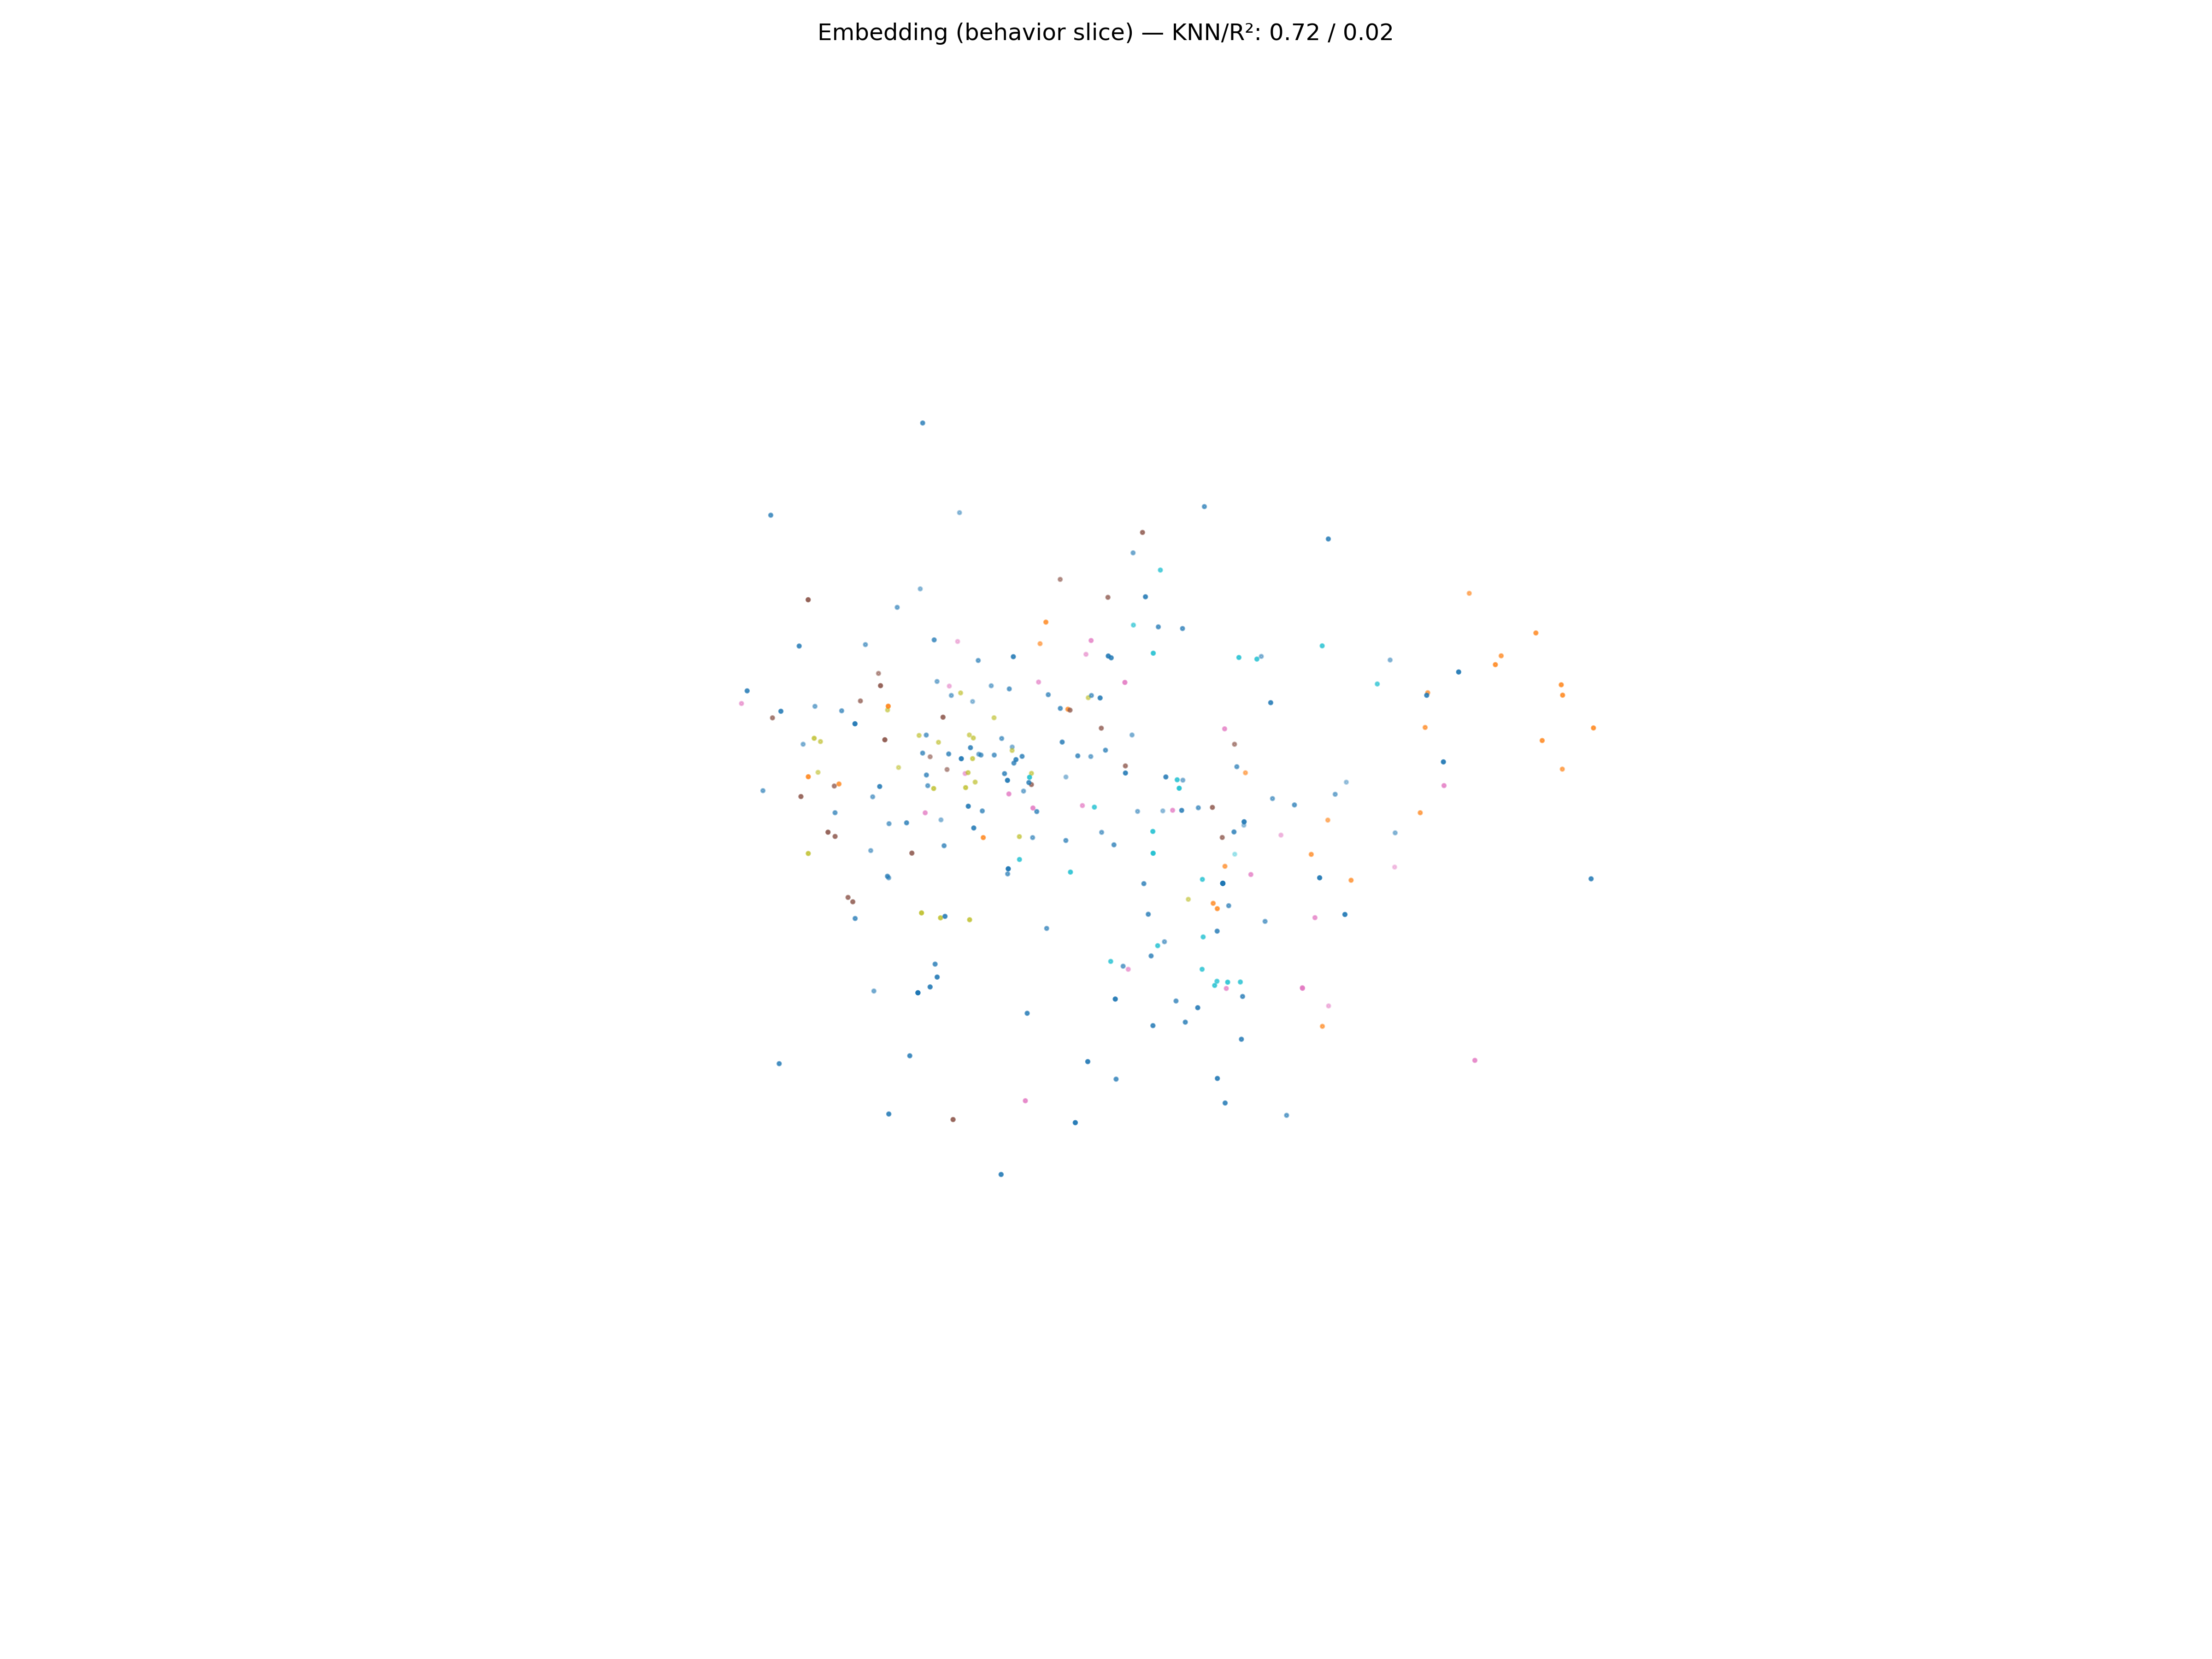 Embedding (behavior slice) — KNN/R²: 0.72 / 0.02